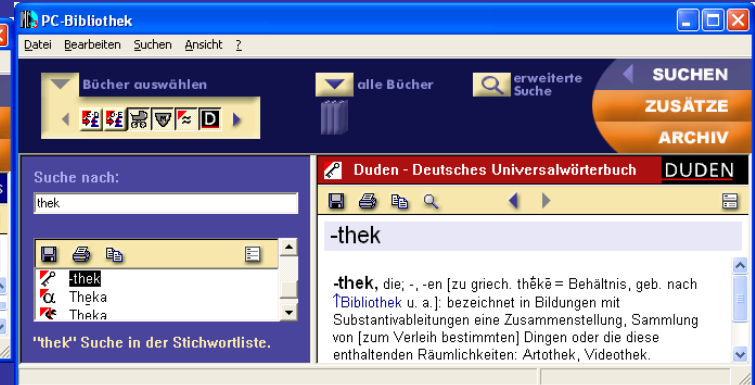 PC-Bibliothek
Datei Bearbeiten Suchen Ansicht ?
Bücher auswählen
alle Bücher
erweiterte
Suche
SUCHEN
ZUSÄTZE
ARCHIV
Suche nach:
thek
-thek
Theka
Theka
"thek" Suche in der Stichwortliste.
Duden - Deutsches Universalwörterbuch
DUDEN
-thek
-thek, die; -, -en [zu griech. thḗkē = Behältnis, geb. nach
↑Bibliothek u. a.]: bezeichnet in Bildungen mit
Substantivableitungen eine Zusammenstellung, Sammlung
von [zum Verleih bestimmten] Dingen oder die diese
enthaltenden Räumlichkeiten: Artothek, Videothek.